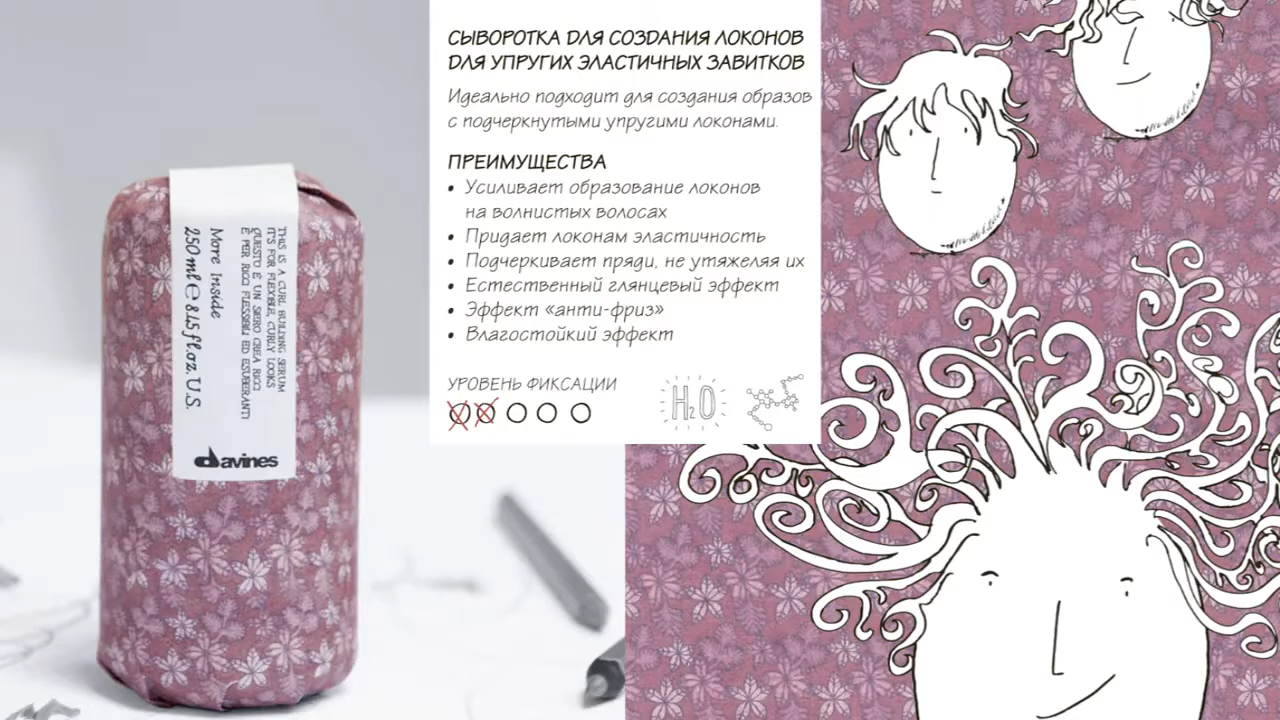 THIS IS A CURL BUILDING SERUM
IT'S FOR FLEXIBLE, CURLY LOOKS
QUESTO È UN SIERO CREA RICCI
È PER RICCI FLESSIBILI ED ESUBERANTI
More Inside
250 ml e 8.45 fl.oz. U.S.
davines
СЫВОРОТКА ДЛЯ СОЗДАНИЯ ЛОКОНОВ
ДЛЯ УПРУГИХ ЭЛАСТИЧНЫХ ЗАВИТКОВ
Идеально подходит для создания образов
с подчеркнутыми упругими локонами.
ПРЕИМУЩЕСТВА
• Усиливает образование локонов
на волнистых волосах
• Придает локонам эластичность
• Подчеркивает пряди, не утяжеляя их
• Естественный глянцевый эффект
• Эффект «анти-фриз»
• Влагостойкий эффект
УРОВЕНЬ ФИКСАЦИИ
H2O